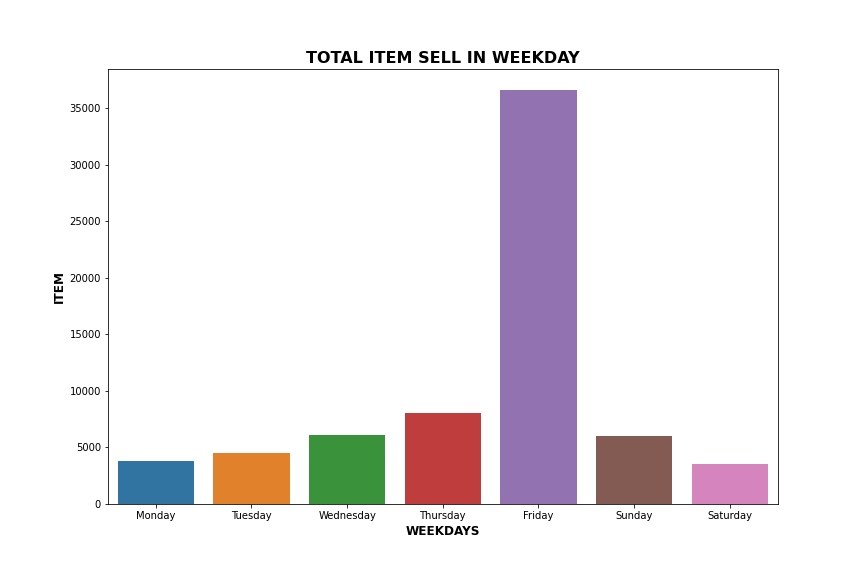 TOTAL ITEM SELL IN WEEKDAY
35000
30000
25000
20000
15000
10000
5000
0
ITEM
Monday Tuesday Wednesday Thursday Friday Sunday Saturday
WEEKDAYS